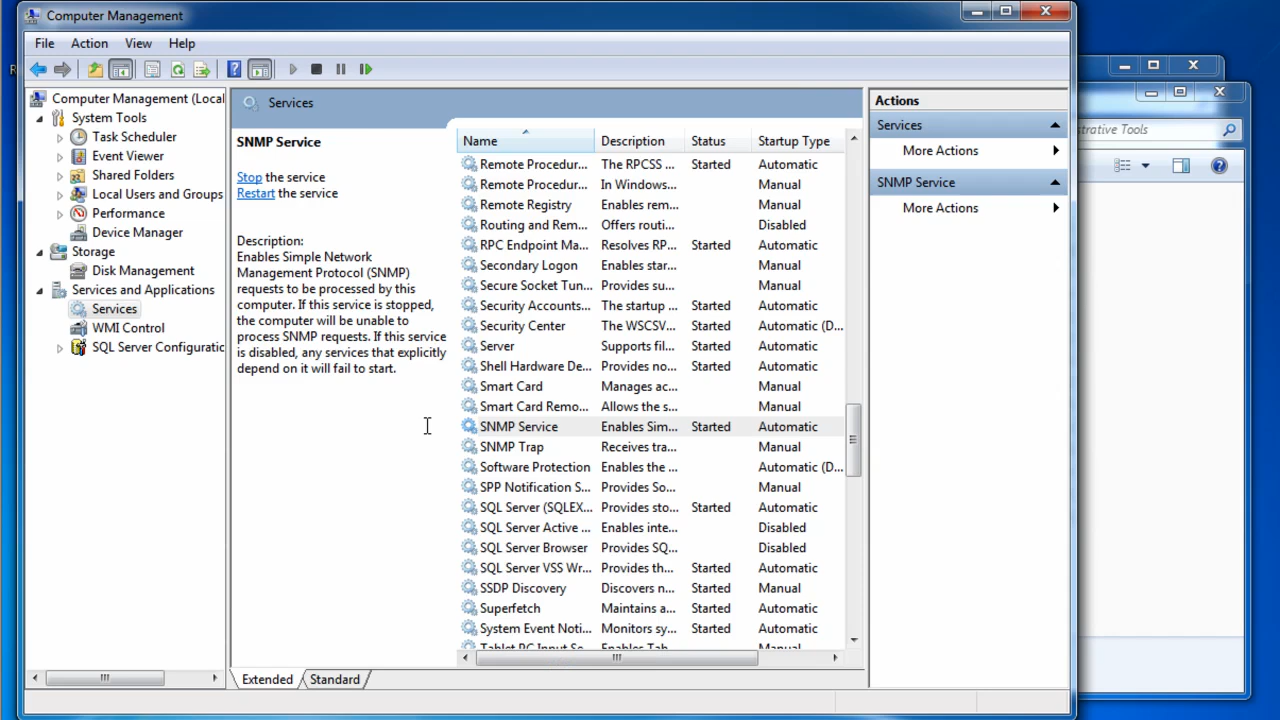 Computer Management
File Action View Help
Computer Management (Local
System Tools
Task Scheduler
Event Viewer
Shared Folders
Local Users and Groups
Performance
Device Manager
Storage
Disk Management
Services and Applications
Services
WMI Control
SQL Server Configuratic
Services
SNMP Service
Stop the service
Restart the service
Description:
Enables Simple Network
Management Protocol (SNMP)
requests to be processed by this
computer. If this service is stopped,
the computer will be unable to
process SNMP requests. If this service
is disabled, any services that explicitly
depend on it will fail to start.
Name Description Status Startup Type
Remote Procedur... The RPCSS ... Started Automatic
Remote Procedur... In Windows... Manual
Remote Registry Enables rem... Manual
Routing and Rem... Offers routi... Disabled
RPC Endpoint Ma... Resolves RP... Started Automatic
Secondary Logon Enables star... Manual
Secure Socket Tun... Provides su... Manual
Security Accounts... The startup ... Started Automatic
Security Center The WSCSV... Started Automatic (D...
Server Supports fil... Started Automatic
Shell Hardware De... Provides no... Started Automatic
Smart Card Manages ac... Manual
Smart Card Remo... Allows the s... Manual
SNMP Service Enables Sim... Started Automatic
SNMP Trap Receives tra... Manual
Software Protection Enables the ... Automatic (D...
SPP Notification S... Provides So... Manual
SQL Server (SQLEX... Provides sto... Started Automatic
SQL Server Active ... Enables inte... Disabled
SQL Server Browser Provides SQ... Disabled
SQL Server VSS Wr... Provides th... Started Automatic
SSDP Discovery Discovers n... Started Manual
Superfetch Maintains a... Started Automatic
System Event Noti... Monitors sy... Started Automatic
Tablet PC Input Se... Enables Tab... Manual
Extended Standard
Actions
Services
More Actions
SNMP Service
More Actions
strative Tools